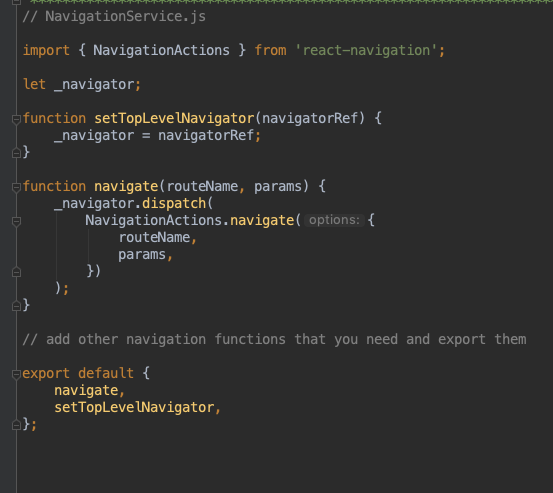 ************************************************************
// NavigationService.js
import { NavigationActions } from 'react-navigation';
let _navigator;
function setTopLevelNavigator(navigatorRef) {
_navigator = navigatorRef;
}
function navigate(routeName, params) {
_navigator.dispatch(
NavigationActions.navigate( options: {
routeName,
params,
})
);
}
// add other navigation functions that you need and export them
export default {
navigate,
setTopLevelNavigator,
};